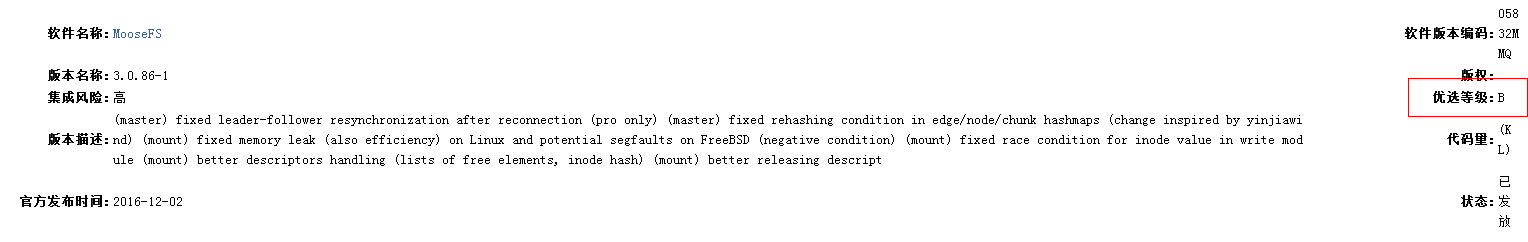 软件名称: MooseFS
软件版本编码: 058
32M
MQ
版本名称: 3.0.86-1
版权:
集成风险: 高
优选等级: B
版本描述: (master) fixed leader-follower resynchronization after reconnection (pro only) (master) fixed rehashing condition in edge/node/chunk hashmaps (change inspired by yinjiawi
nd) (mount) fixed memory leak (also efficiency) on Linux and potential segfaults on FreeBSD (negative condition) (mount) fixed race condition for inode value in write mod
ule (mount) better descriptors handling (lists of free elements, inode hash) (mount) better releasing descript
代码量: (K
L)
官方发布时间: 2016-12-02
状态: 已
发
放